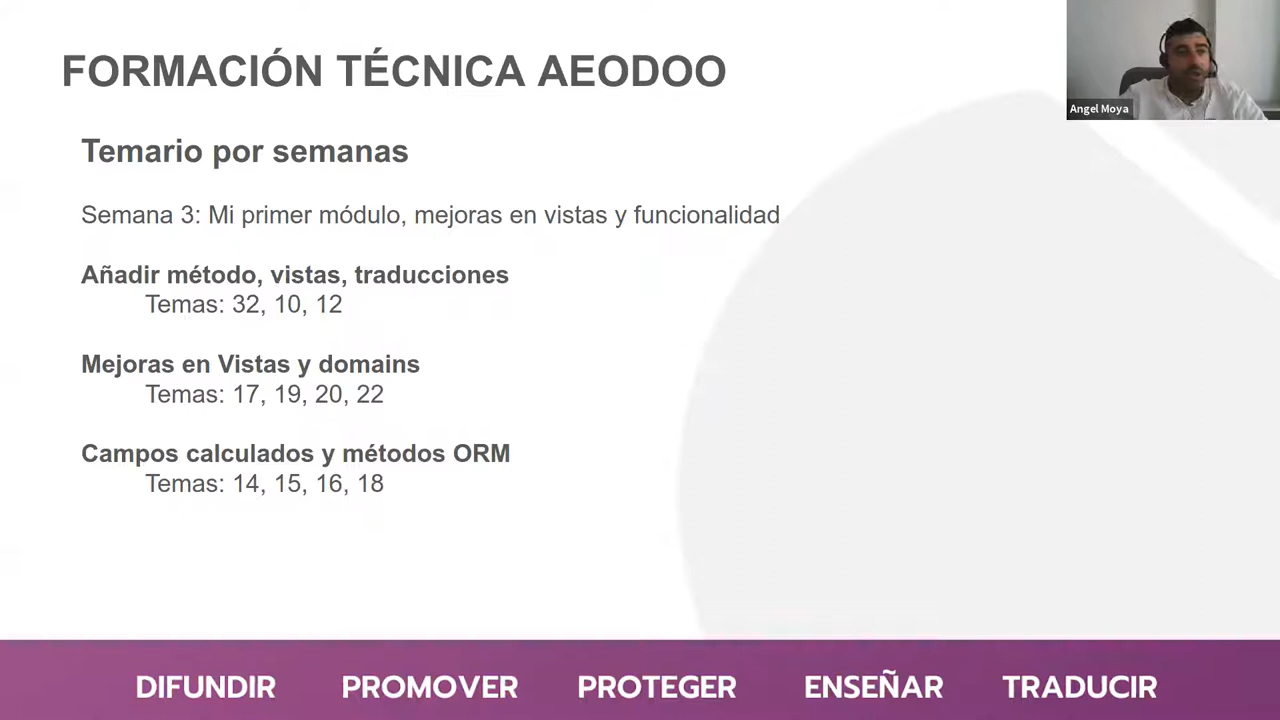 FORMACIÓN TÉCNICA AEODOO
Angel Moya
Temario por semanas
Semana 3: Mi primer módulo, mejoras en vistas y funcionalidad
Añadir método, vistas, traducciones
Temas: 32, 10, 12
Mejoras en Vistas y domains
Temas: 17, 19, 20, 22
Campos calculados y métodos ORM
Temas: 14, 15, 16, 18
DIFUNDIR PROMOVER PROTEGER ENSEÑAR TRADUCIR